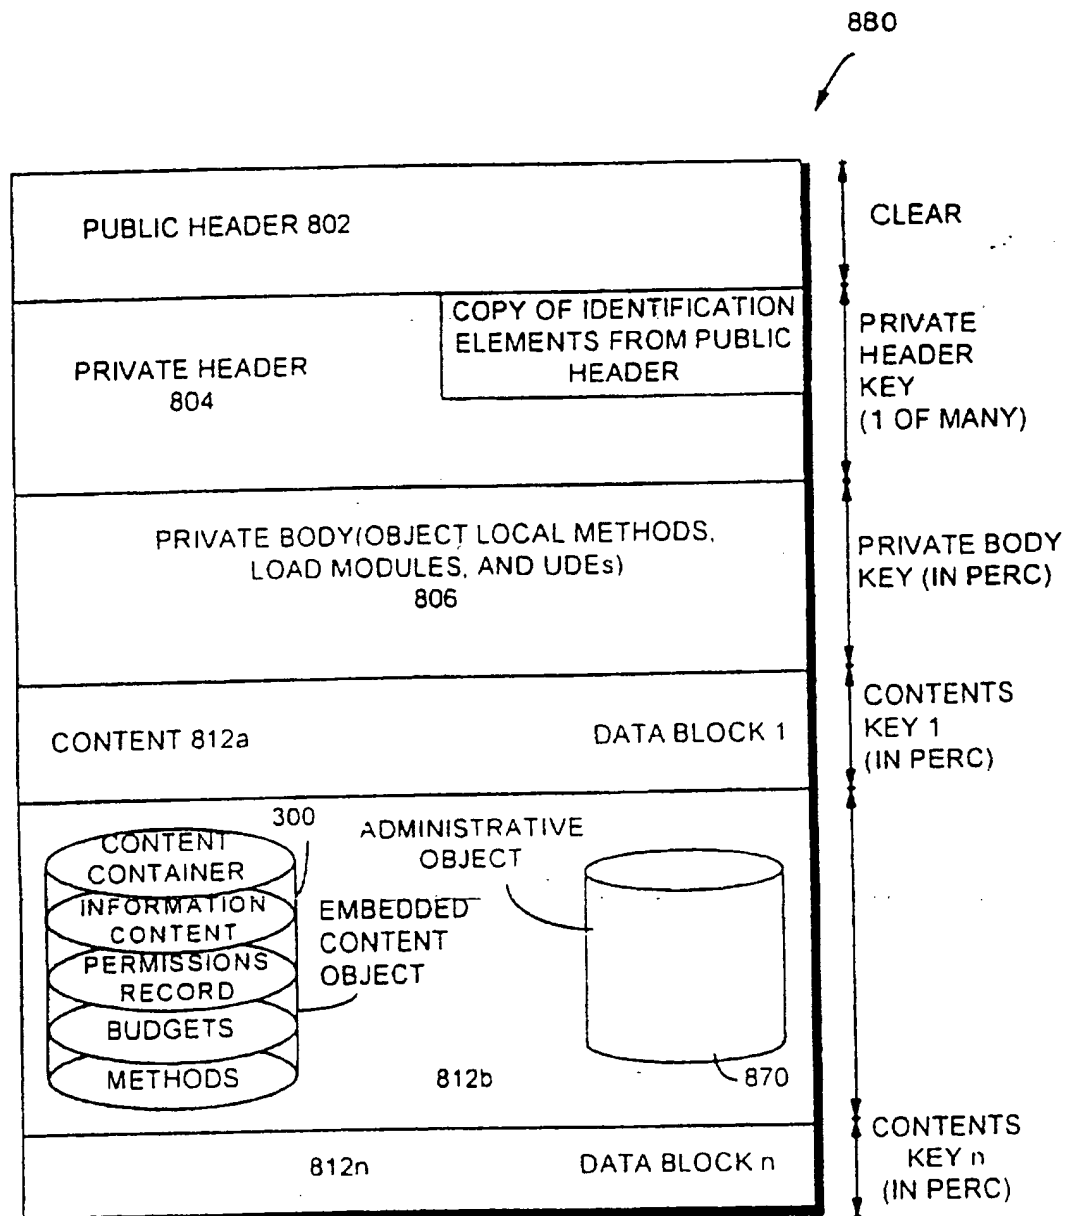 880
PUBLIC HEADER 802
CLEAR
COPY OF IDENTIFICATION
ELEMENTS FROM PUBLIC
HEADER
PRIVATE HEADER
804
PRIVATE
HEADER
KEY
(1 OF MANY)
PRIVATE BODY(OBJECT LOCAL METHODS,
LOAD MODULES, AND UDEs)
806
PRIVATE BODY
KEY (IN PERC)
CONTENT 812a
DATA BLOCK 1
CONTENTS
KEY 1
(IN PERC)
300
CONTENT
CONTAINER
INFORMATION
CONTENT
PERMISSIONS
RECORD
BUDGETS
METHODS
EMBEDDED
CONTENT
OBJECT
ADMINISTRATIVE
OBJECT
812b
870
812n
DATA BLOCK n
CONTENTS
KEY n
(IN PERC)